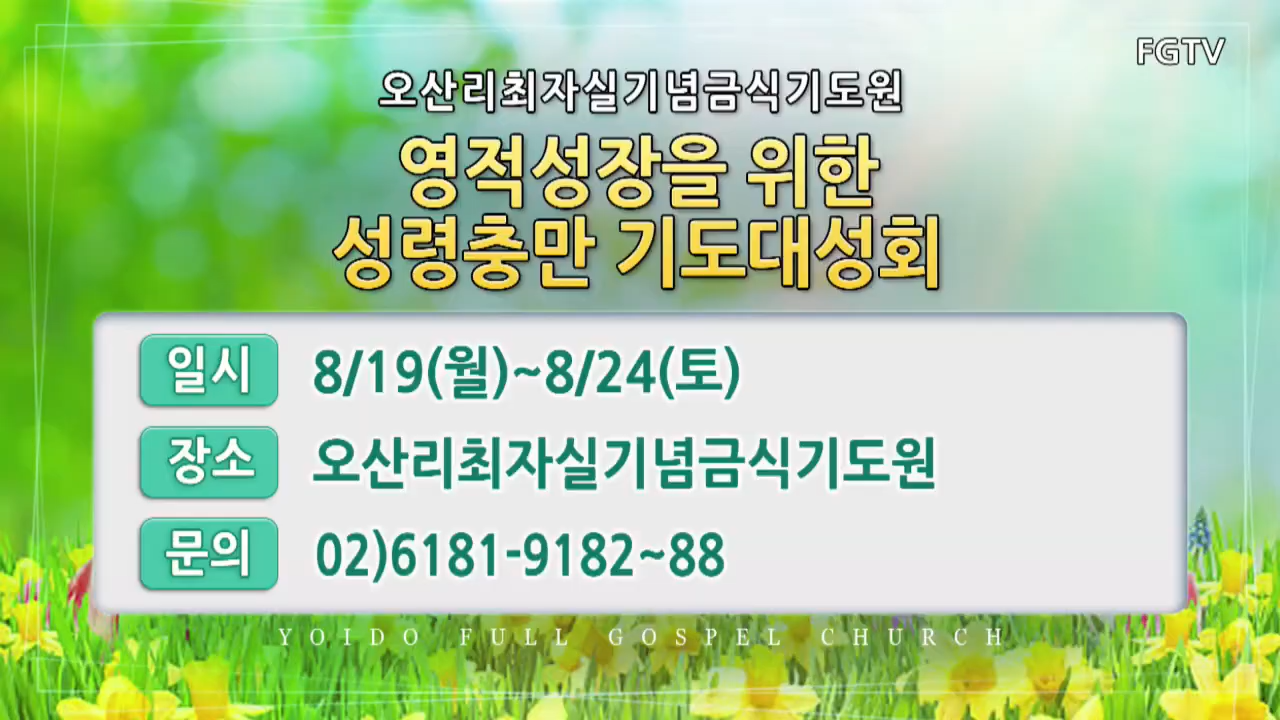 FGTV
오산리최자실기념금식기도원
영적성장을 위한
성령충만 기도대성회
일시 8/19(월)~8/24(토)
장소 오산리최자실기념금식기도원
문의 02)6181-9182~88
YOIDO FULL GOSPEL CHURCH